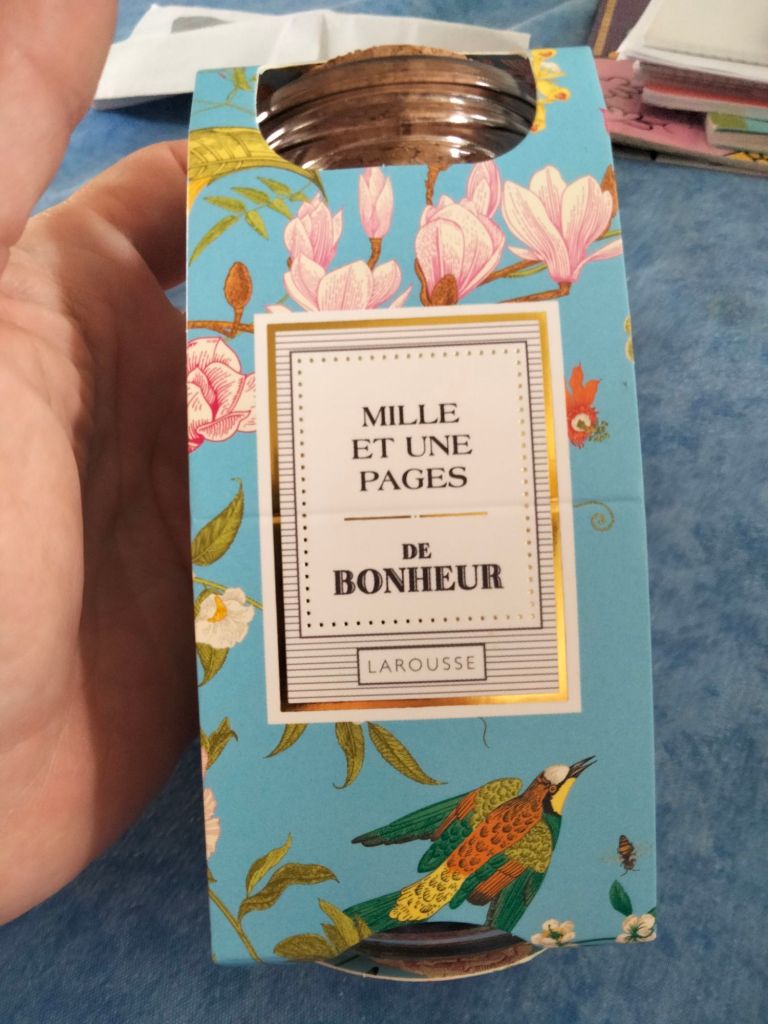 MILLE
ET UNE
PAGES
DE
BONHEUR
LAROUSSE